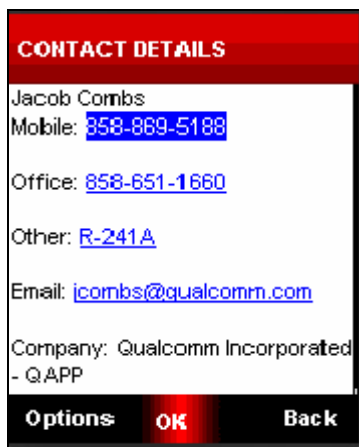 CONTACT DETAILS
Jacob Combs
Mobile: 858-869-5188
Office: 858-651-1660
Other: R-241A
Email: jcombs@qualcomm.com
Company: Qualcomm Incorporated
- QAPP
Options OK Back